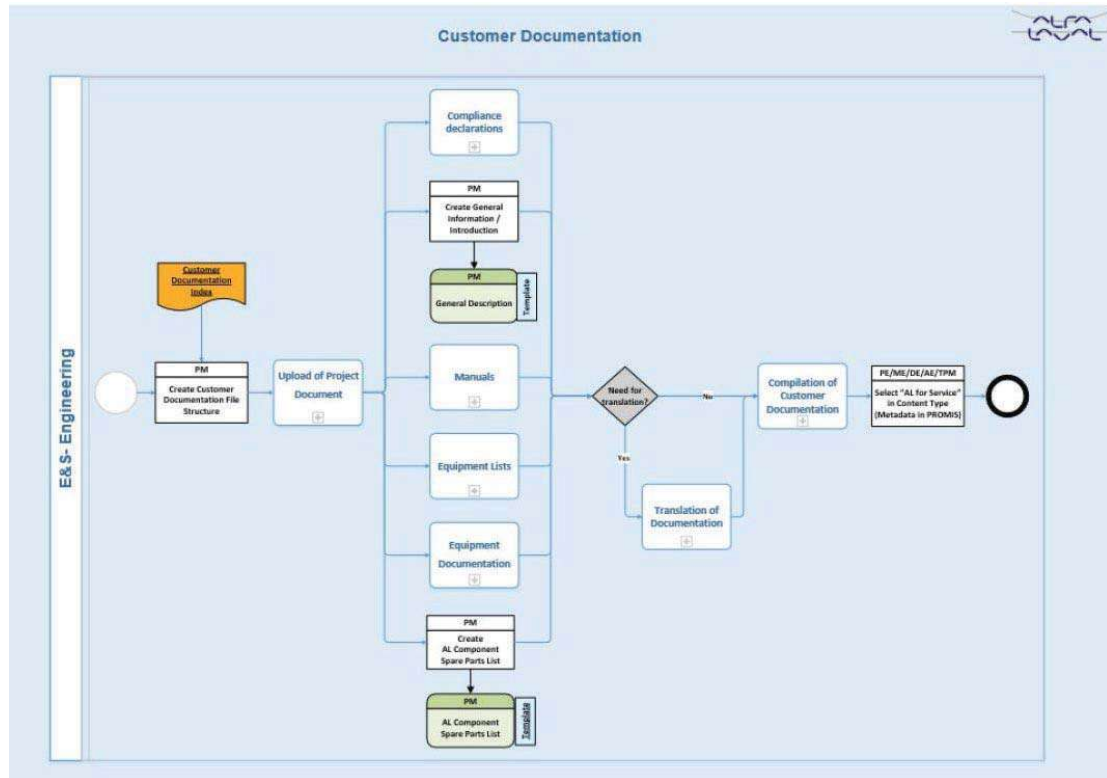 Customer Documentation
ALFA
LAVAL
E&S- Engineering
Customer
Documentation
Index
PM
Create Customer
Documentation File
Structure
Upload of Project
Document
Compliance
declarations
PM
Create General
Information /
Introduction
PM
General Description
Template
Manuals
Equipment Lists
Equipment
Documentation
PM
Create
AL Component
Spare Parts List
PM
AL Component
Spare Parts List
Template
Need for
translation?
No
Yes
Translation of
Documentation
Compilation of
Customer
Documentation
PE/ME/DE/AE/TPM
Select "AL for Service"
in Content Type
(Metadata in PROMIS)